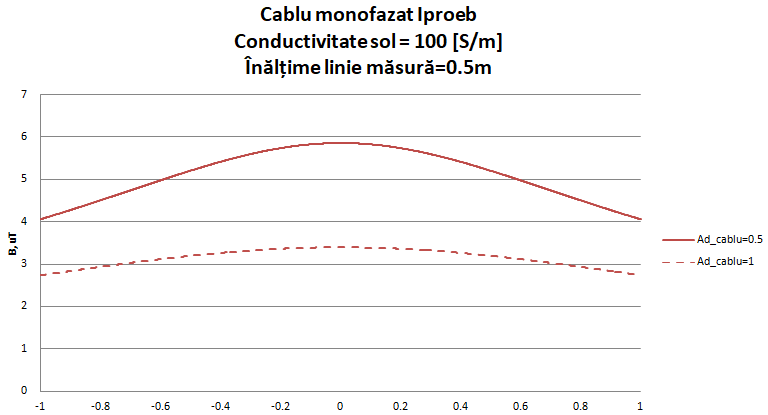 Cablu monofazat Iproeb
Conductivitate sol = 100 [S/m]
Înălțime linie măsură=0.5m
7
6
5
4
3
2
1
0
B, uT
-1 -0.8 -0.6 -0.4 -0.2 0 0.2 0.4 0.6 0.8 1
Ad_cablu=0.5
Ad_cablu=1